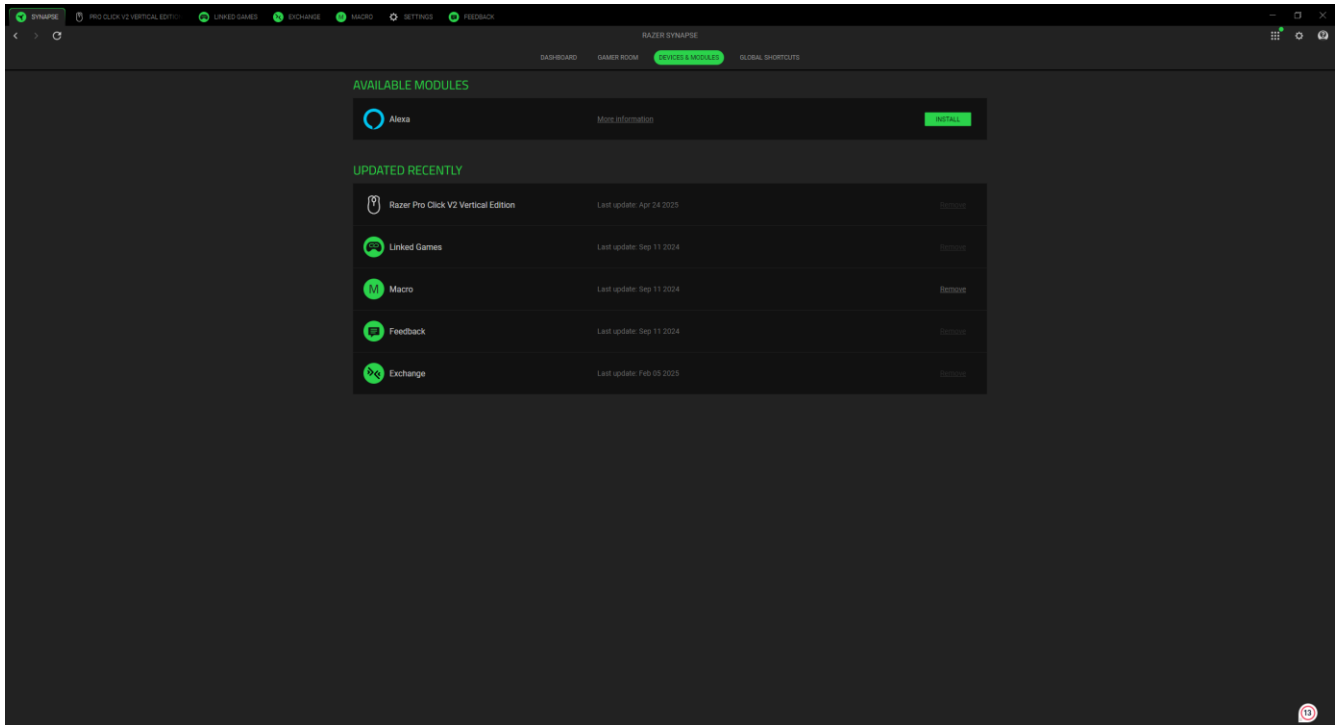 SYNAPSE PRO CLICK V2 VERTICAL EDITIO LINKED GAMES EXCHANGE MACRO SETTINGS FEEDBACK
RAZER SYNAPSE
DASHBOARD GAMER ROOM DEVICES & MODULES GLOBAL SHORTCUTS
AVAILABLE MODULES
Alexa More information INSTALL
UPDATED RECENTLY
Razer Pro Click V2 Vertical Edition Last update: Apr 24 2025 Remove
Linked Games Last update: Sep 11 2024 Remove
M Macro Last update: Sep 11 2024 Remove
Feedback Last update: Sep 11 2024 Remove
Exchange Last update: Feb 05 2025 Remove
13